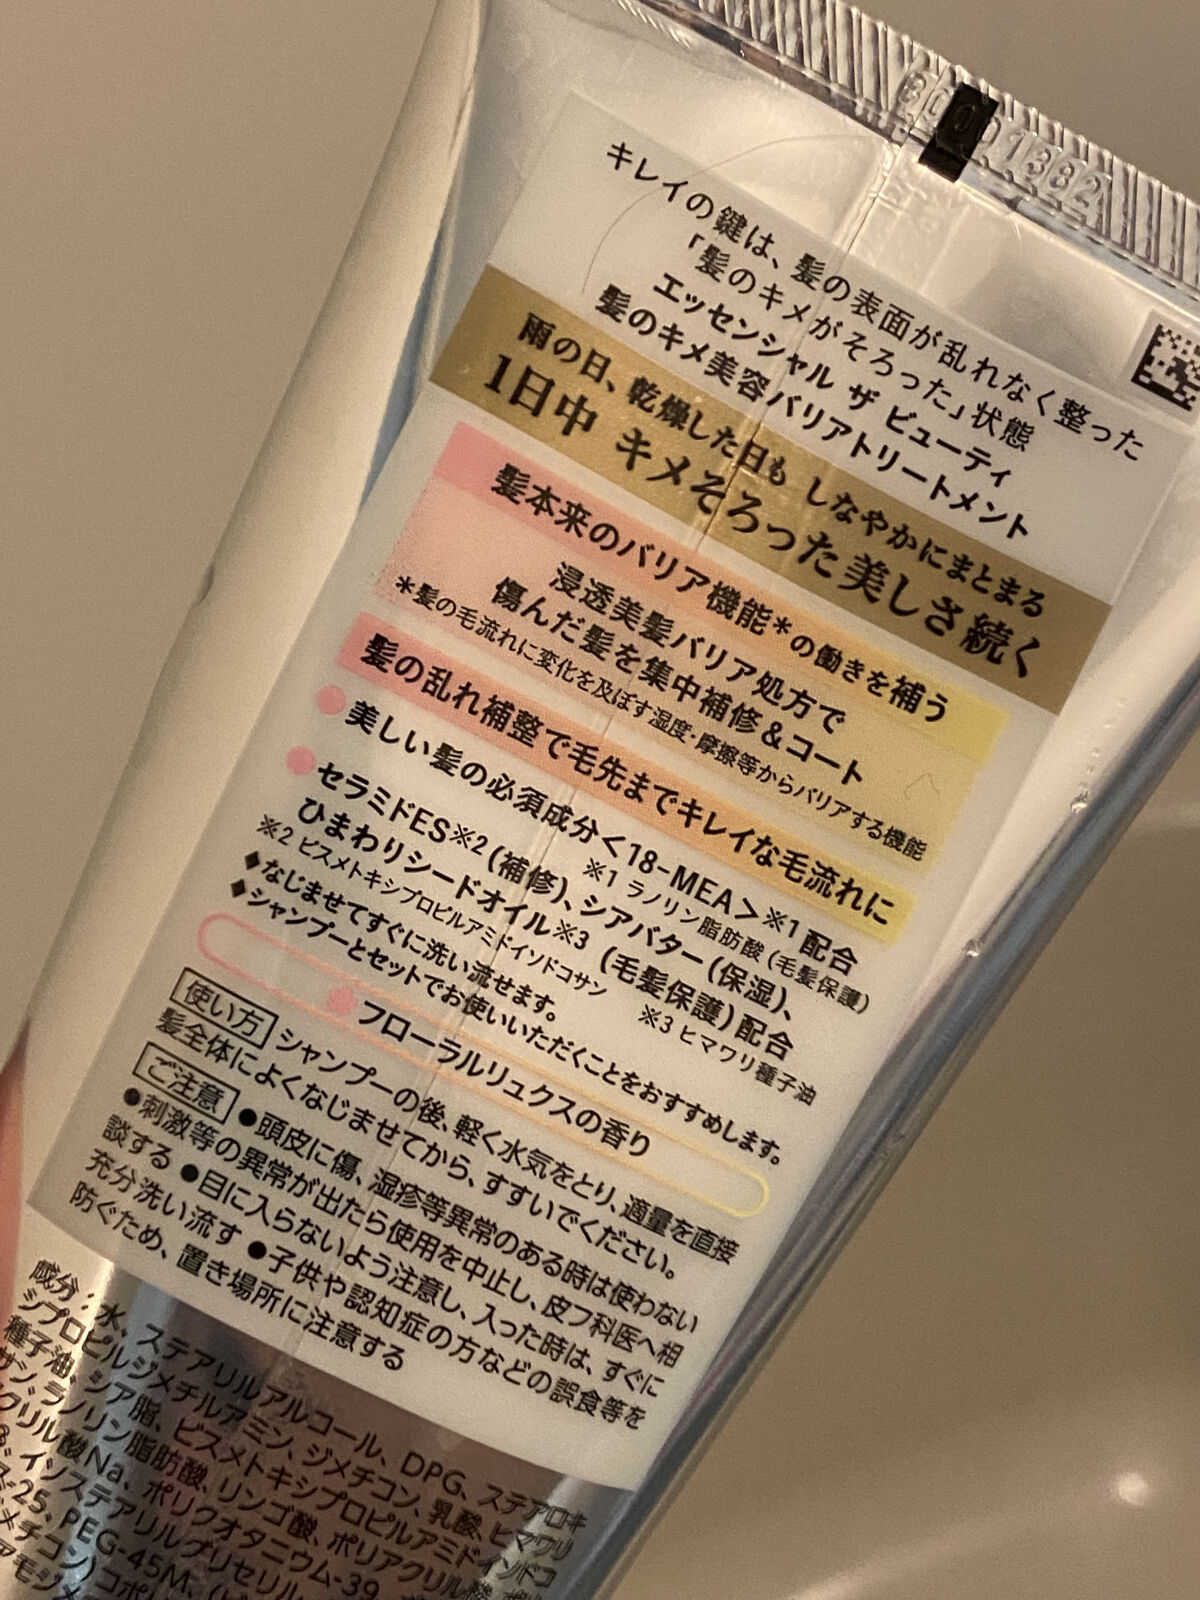 キレイの鍵は、髪の表面が乱れなく整った
「髪のキメがそろった」状態
エッセンシャル ザ ビューティ
髪のキメ美容バリアトリートメント
雨の日、乾燥した日も しなやかにまとまる
1日中 キメそろった美しさ続く
髪本来のバリア機能*の働きを補う
浸透美髪バリア処方で
傷んだ髪を集中補修&コート
*髪の毛流れに変化を及ぼす湿度・摩擦等からバリアする機能
髪の乱れ補整で毛先までキレイな毛流れに
美しい髪の必須成分<18-MEA>※1配合
※1 ラノリン脂肪酸(毛髪保護)
セラミドES※2(補修)、シアバター(保湿)、
ひまわりシードオイル※3(毛髪保護)配合
※2 ビスメトキシプロピルアミドイソドコサン ※3 ヒマワリ種子油
◆なじませてすぐに洗い流せます。
◆シャンプーとセットでお使いいただくことをおすすめします。
フローラルリュクスの香り
使い方 シャンプーの後、軽く水気をとり、適量を直接
髪全体によくなじませてから、すすいでください。
ご注意 ●頭皮に傷、湿疹等異常のある時は使わない
●刺激等の異常が出たら使用を中止し、皮フ科医へ相
談する ●目に入らないよう注意し、入った時は、すぐに
充分洗い流す ●子供や認知症の方などの誤食等を
防ぐため、置き場所に注意する
成分:水、ステアリルアルコール、DPG、ステアロキ
シプロピルジメチルアミン、ジメチコン、乳酸、ヒマワリ
種子油、シア脂、ビスメトキシプロピルアミドイソドコ
サン、ラノリン脂肪酸、リンゴ酸、ポリアクリル酸
クリル酸Na、ポリクオタニウム-39
イソステアリルグリセリル
-25、PEG-45M
メチコン)コポ